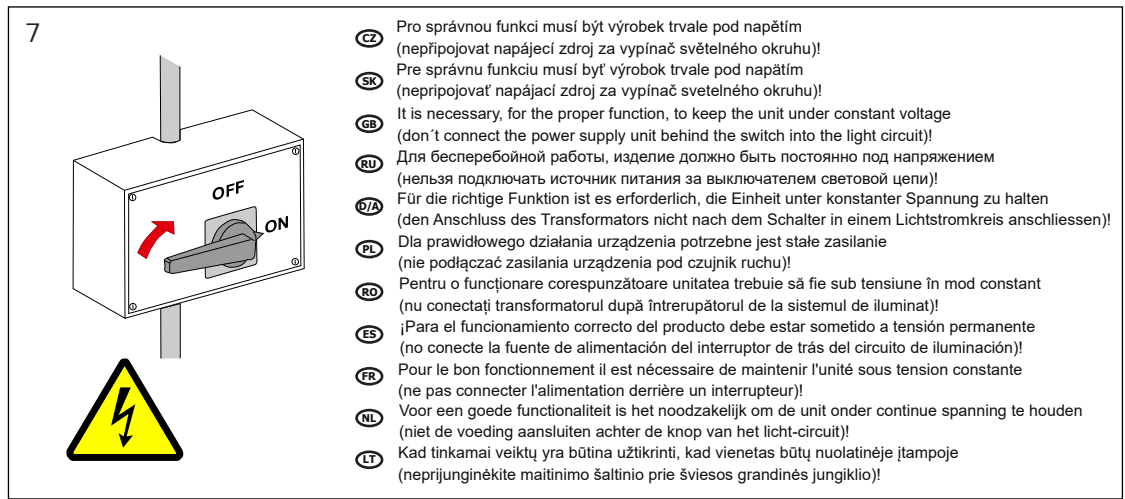 7
OFF
ON
CZ Pro správnou funkci musí být výrobek trvale pod napětím
(nepřipojovat napájecí zdroj za vypínač světelného okruhu)!
SK Pre správnu funkciu musí byť výrobok trvale pod napätím
(nepripojovať napájací zdroj za vypínač svetelného okruhu)!
GB It is necessary, for the proper function, to keep the unit under constant voltage
(don´t connect the power supply unit behind the switch into the light circuit)!
RU Для бесперебойной работы, изделие должно быть постоянно под напряжением
(нельзя подключать источник питания за выключателем световой цепи)!
D/A Für die richtige Funktion ist es erforderlich, die Einheit unter konstanter Spannung zu halten
(den Anschluss des Transformators nicht nach dem Schalter in einem Lichtstromkreis anschliessen)!
PL Dla prawidłowego działania urządzenia potrzebne jest stałe zasilanie
(nie podłączać zasilania urządzenia pod czujnik ruchu)!
RO Pentru o funcționare corespunzătoare unitatea trebuie să fie sub tensiune în mod constant
(nu conectați transformatorul după întrerupătorul de la sistemul de iluminat)!
ES ¡Para el funcionamiento correcto del producto debe estar sometido a tensión permanente
(no conecte la fuente de alimentación del interruptor de trás del circuito de iluminación)!
FR Pour le bon fonctionnement il est nécessaire de maintenir l'unité sous tension constante
(ne pas connecter l'alimentation derrière un interrupteur)!
NL Voor een goede functionaliteit is het noodzakelijk om de unit onder continue spanning te houden
(niet de voeding aansluiten achter de knop van het licht-circuit)!
LT Kad tinkamai veiktų yra būtina užtikrinti, kad vienetas būtų nuolatinėje įtampoje
(neprijunginėkite maitinimo šaltinio prie šviesos grandinės jungiklio)!